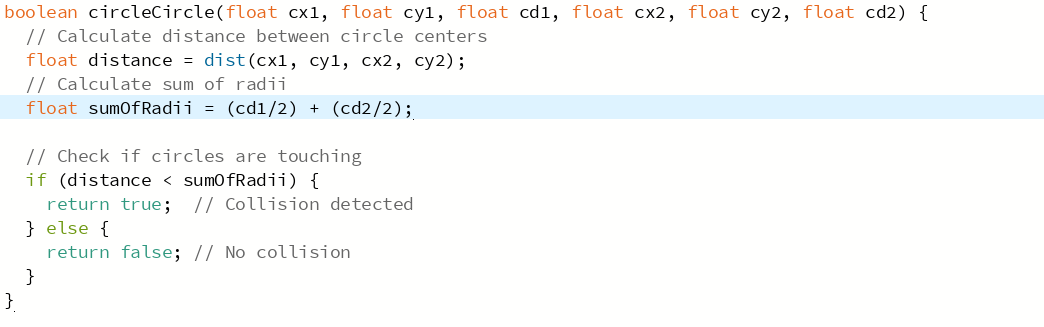 boolean circleCircle(float cx1, float cy1, float cd1, float cx2, float cy2, float cd2) {
  // Calculate distance between circle centers
  float distance = dist(cx1, cy1, cx2, cy2);
  // Calculate sum of radii
  float sumOfRadii = (cd1/2) + (cd2/2);
  // Check if circles are touching
  if (distance < sumOfRadii) {
    return true;  // Collision detected
  } else {
    return false; // No collision
  }
}